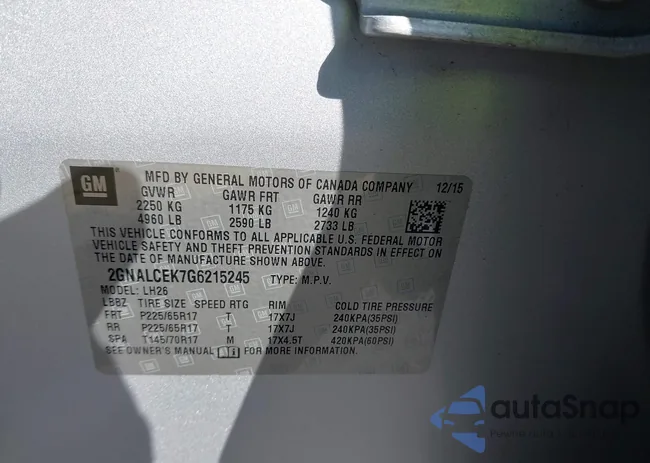 GM
MFD BY GENERAL MOTORS OF CANADA COMPANY 12/15
GVWR GAWR FRT GAWR RR
2250 KG 1175 KG 1240 KG
4960 LB 2590 LB 2733 LB
THIS VEHICLE CONFORMS TO ALL APPLICABLE U.S. FEDERAL MOTOR
VEHICLE SAFETY AND THEFT PREVENTION STANDARDS IN EFFECT ON
THE DATE OF MANUFACTURE SHOWN ABOVE.
2GNALCEK7G6215245 TYPE: M.P.V.
MODEL: LH26
LBBZ TIRE SIZE SPEED RTG RIM COLD TIRE PRESSURE
FRT P225/65R17 T 17X7J 240KPA(35PSI)
RR P225/65R17 T 17X7J 240KPA(35PSI)
SPA T145/70R17 M 17X4.5T 420KPA(60PSI)
SEE OWNER'S MANUAL FOR MORE INFORMATION.
autoSnap